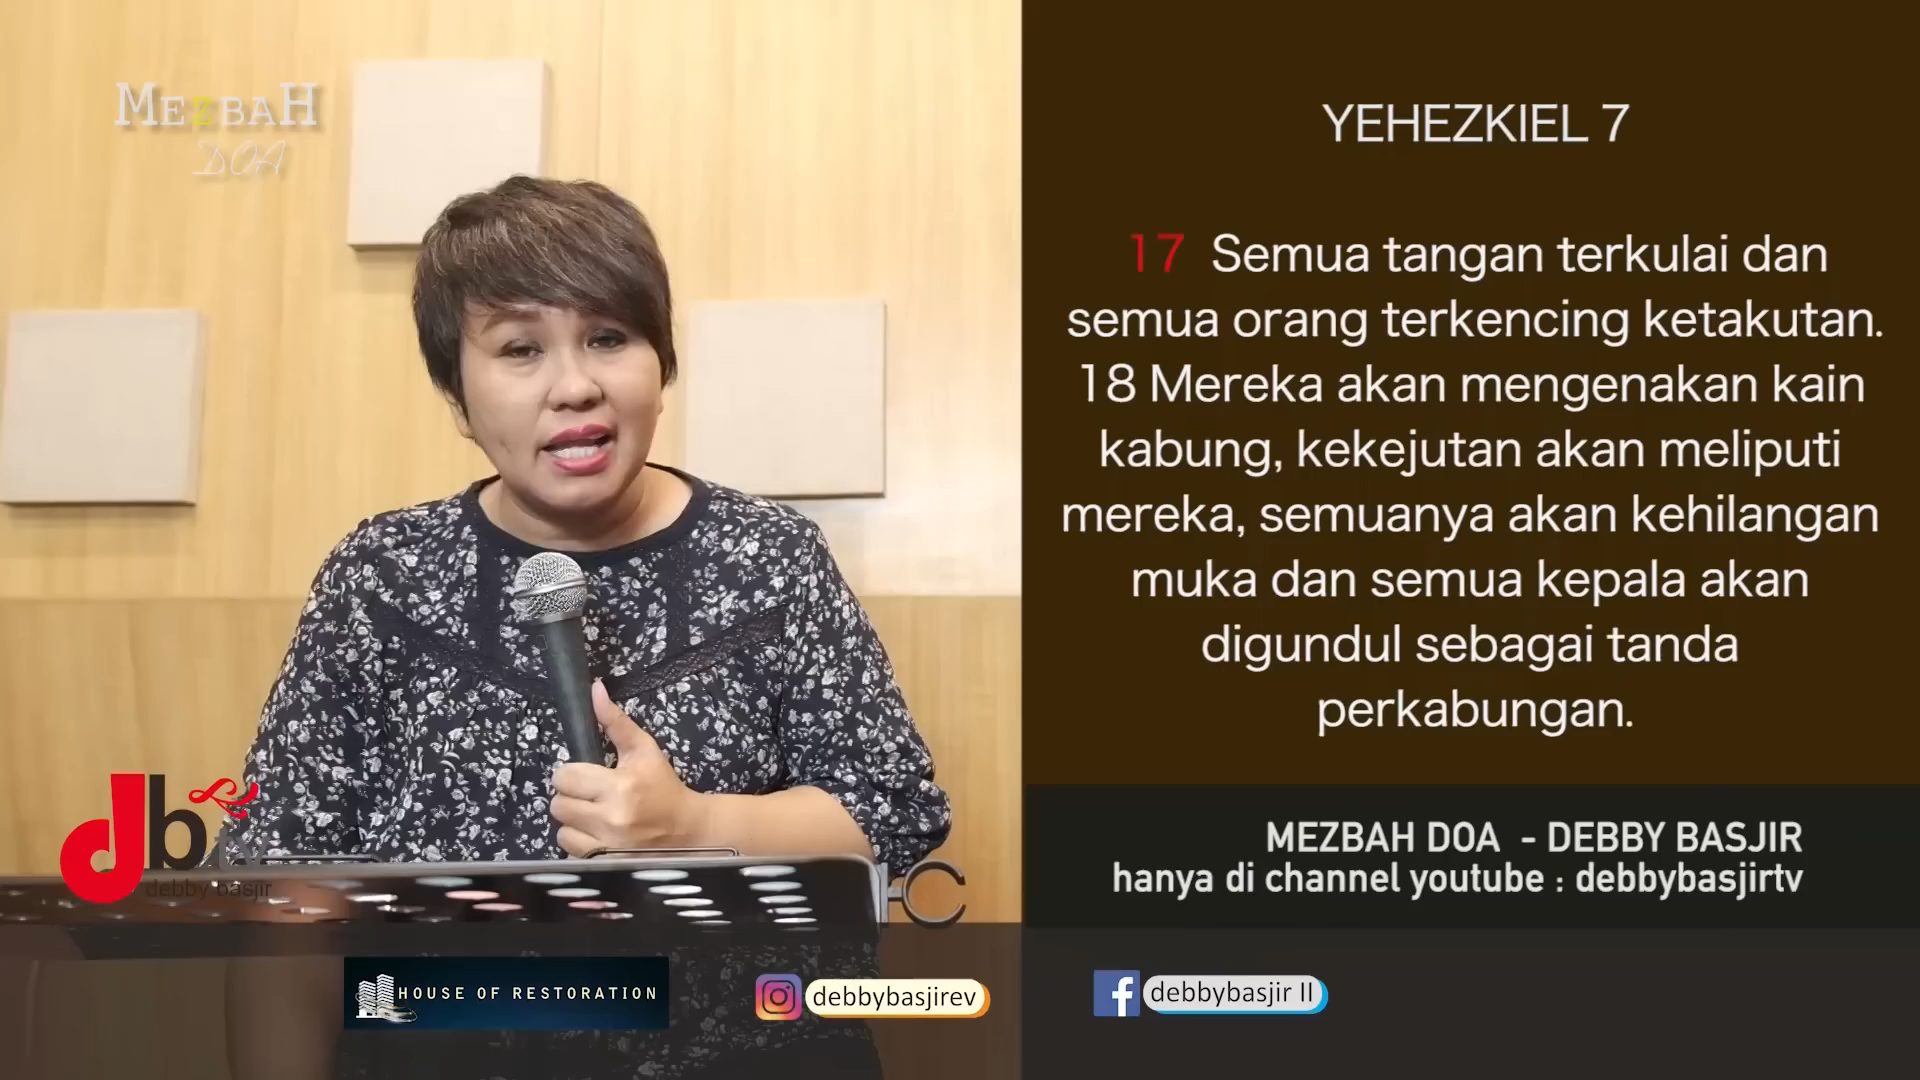 MEZBAH
DOA
YEHEZKIEL 7
17 Semua tangan terkulai dan
semua orang terkencing ketakutan.
18 Mereka akan mengenakan kain
kabung, kekejutan akan meliputi
mereka, semuanya akan kehilangan
muka dan semua kepala akan
digundul sebagai tanda
perkabungan.
db tv
debby basjir
MEZBAH DOA - DEBBY BASJIR
hanya di channel youtube : debbybasjirtv
HOUSE OF RESTORATION
debbybasjirev
debbybasjir II